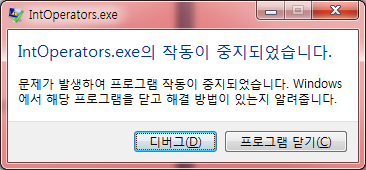 IntOperators.exe
IntOperators.exe의 작동이 중지되었습니다.
문제가 발생하여 프로그램 작동이 중지되었습니다. Windows
에서 해당 프로그램을 닫고 해결 방법이 있는지 알려줍니다.
디버그(D) 프로그램 닫기(C)